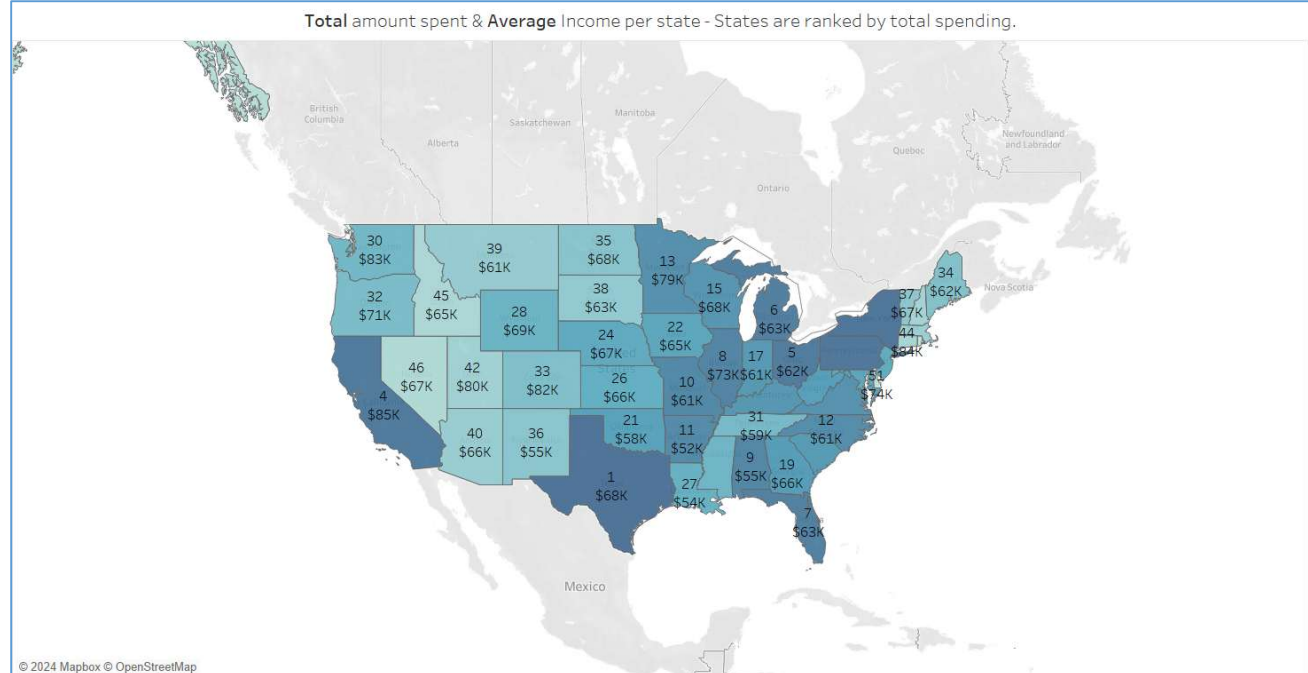 Total amount spent & Average Income per state - States are ranked by total spending.
British
Columbia
Alberta
Saskatchewan
Manitoba
Ontario
Quebec
Newfoundland
and Labrador
Nova Scotia
30
$83K
39
$61K
35
$68K
13
$79K
34
$62K
32
$71K
45
$65K
28
$69K
38
$63K
15
$68K
6
$63K
37
$67K
44
$84K
46
$67K
42
$80K
33
$82K
24
$67K
22
$65K
8
$73K
17
$61K
5
$62K
51
$74K
4
$85K
26
$66K
10
$61K
40
$66K
36
$55K
21
$58K
11
$52K
31
$59K
12
$61K
1
$68K
27
$54K
9
$55K
19
$66K
7
$63K
Mexico
© 2024 Mapbox © OpenStreetMap